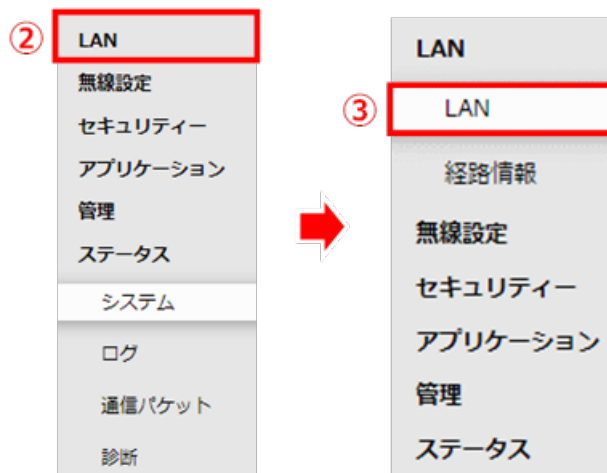 ②
LAN
無線設定
セキュリティー
アプリケーション
管理
ステータス
システム
ログ
通信パケット
診断
LAN
③
LAN
経路情報
無線設定
セキュリティー
アプリケーション
管理
ステータス